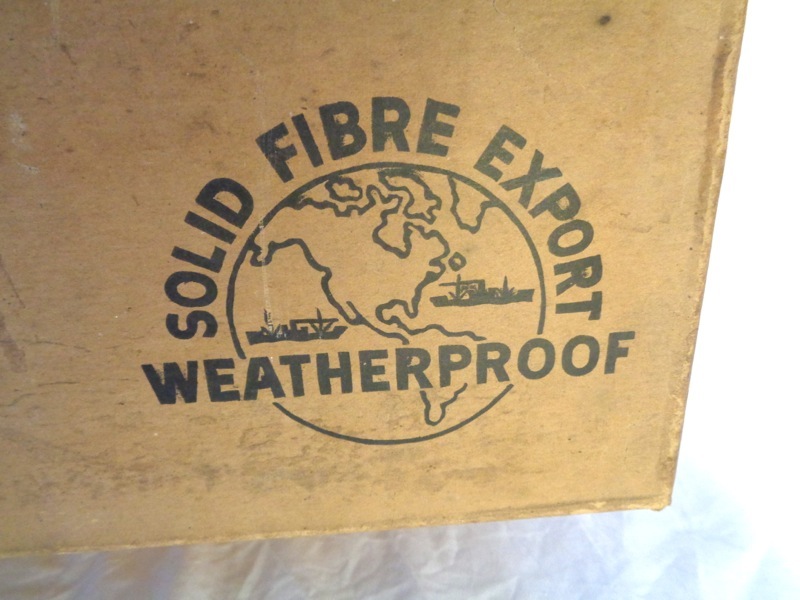 SOLID FIBRE EXPORT
WEATHERPROOF